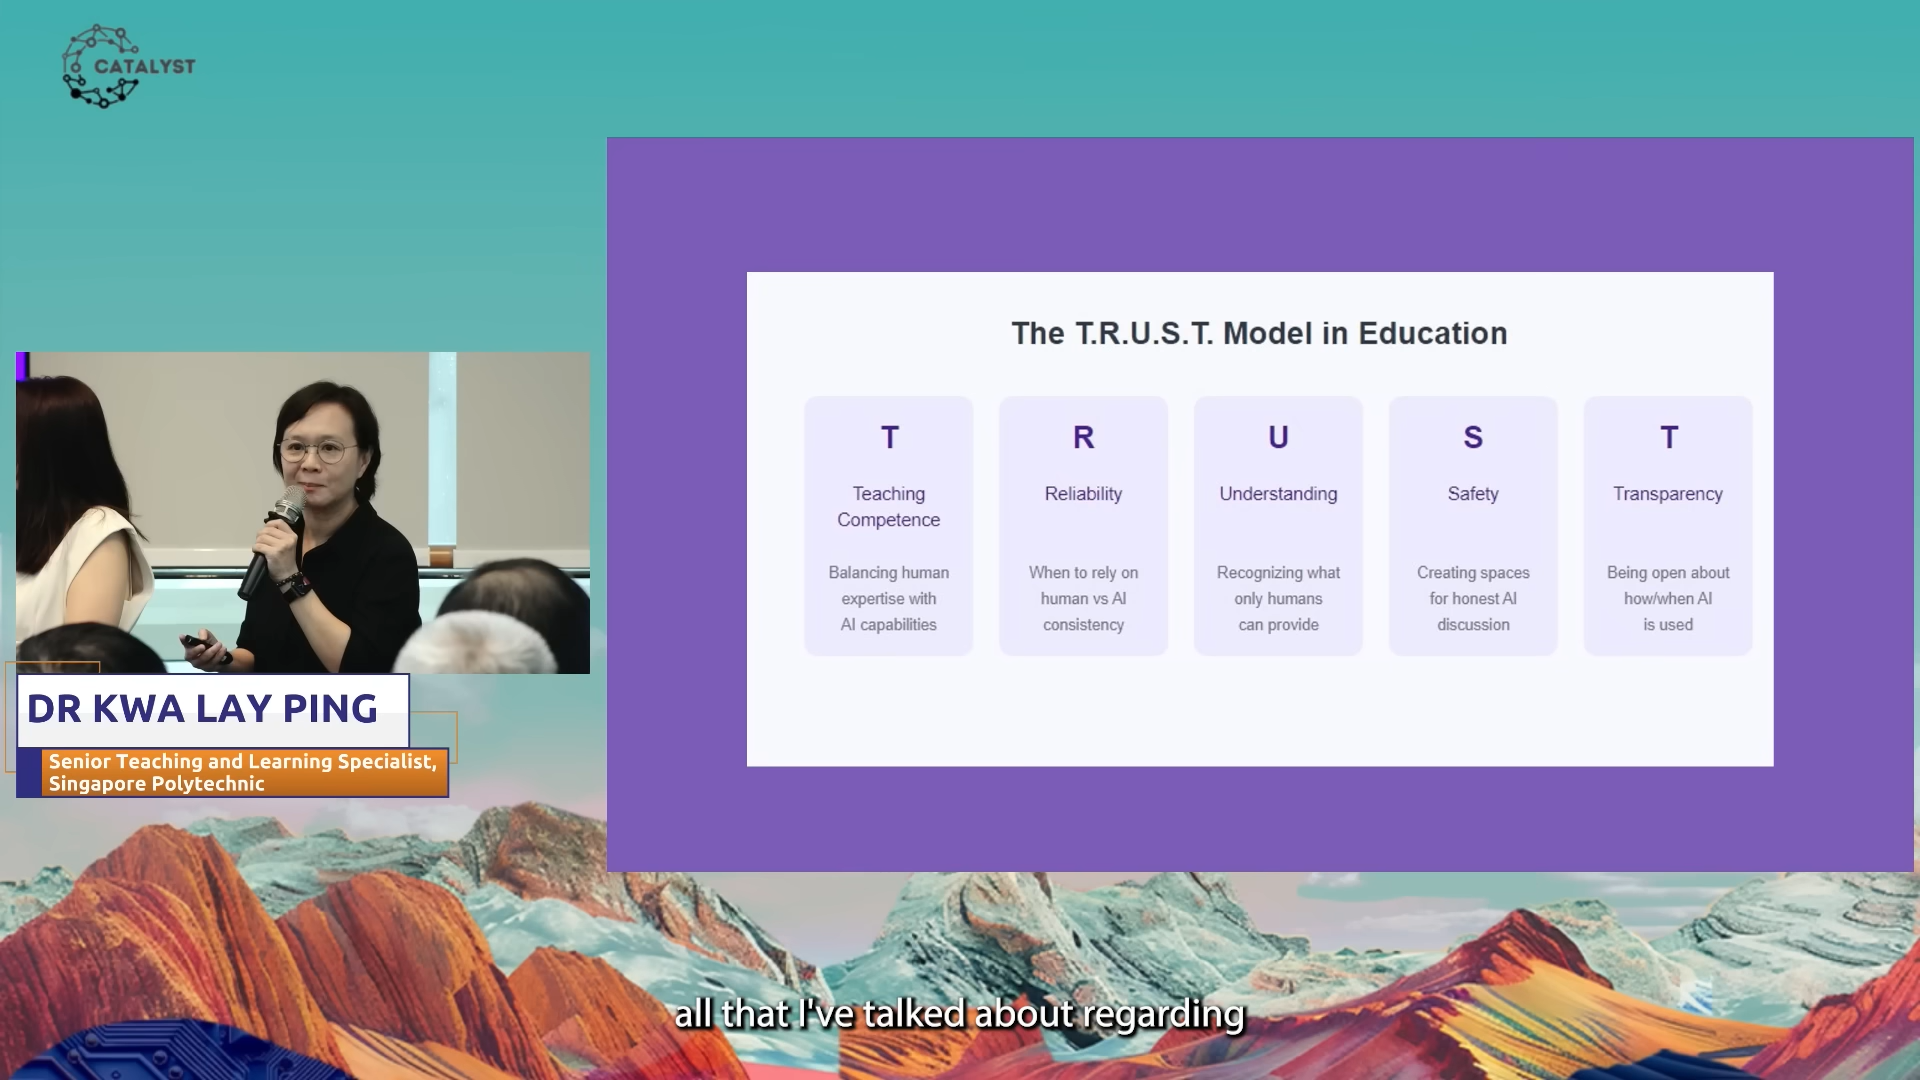 CATALYST
The T.R.U.S.T. Model in Education
T
Teaching
Competence
Balancing human
expertise with
AI capabilities
R
Reliability
When to rely on
human vs AI
consistency
U
Understanding
Recognizing what
only humans
can provide
S
Safety
Creating spaces
for honest AI
discussion
T
Transparency
Being open about
how/when AI
is used
DR KWA LAY PING
Senior Teaching and Learning Specialist,
Singapore Polytechnic
all that I've talked about regarding